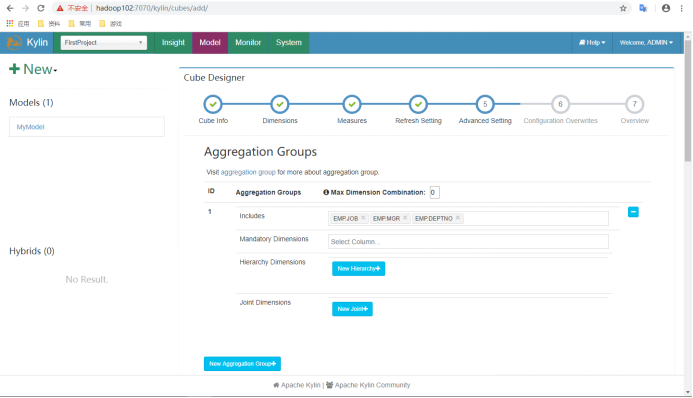 不安全 | hadoop102:7070/kylin/cubes/add/
应用 资料 常用 游戏
Kylin FirstProject Insight Model Monitor System Help Welcome, ADMIN
New
Cube Designer
Models (1)
MyModel
5 6 7
Cube Info Dimensions Measures Refresh Setting Advanced Setting Configuration Overwrites Overview
Aggregation Groups
Visit aggregation group for more about aggregation group.
ID Aggregation Groups Max Dimension Combination: 0
1 Includes EMP.JOB EMP.MGR EMP.DEPTNO
Mandatory Dimensions Select Column...
Hierarchy Dimensions New Hierarchy+
Hybrids (0)
No Result.
Joint Dimensions New Joint+
New Aggregation Group+
Apache Kylin | Apache Kylin Community